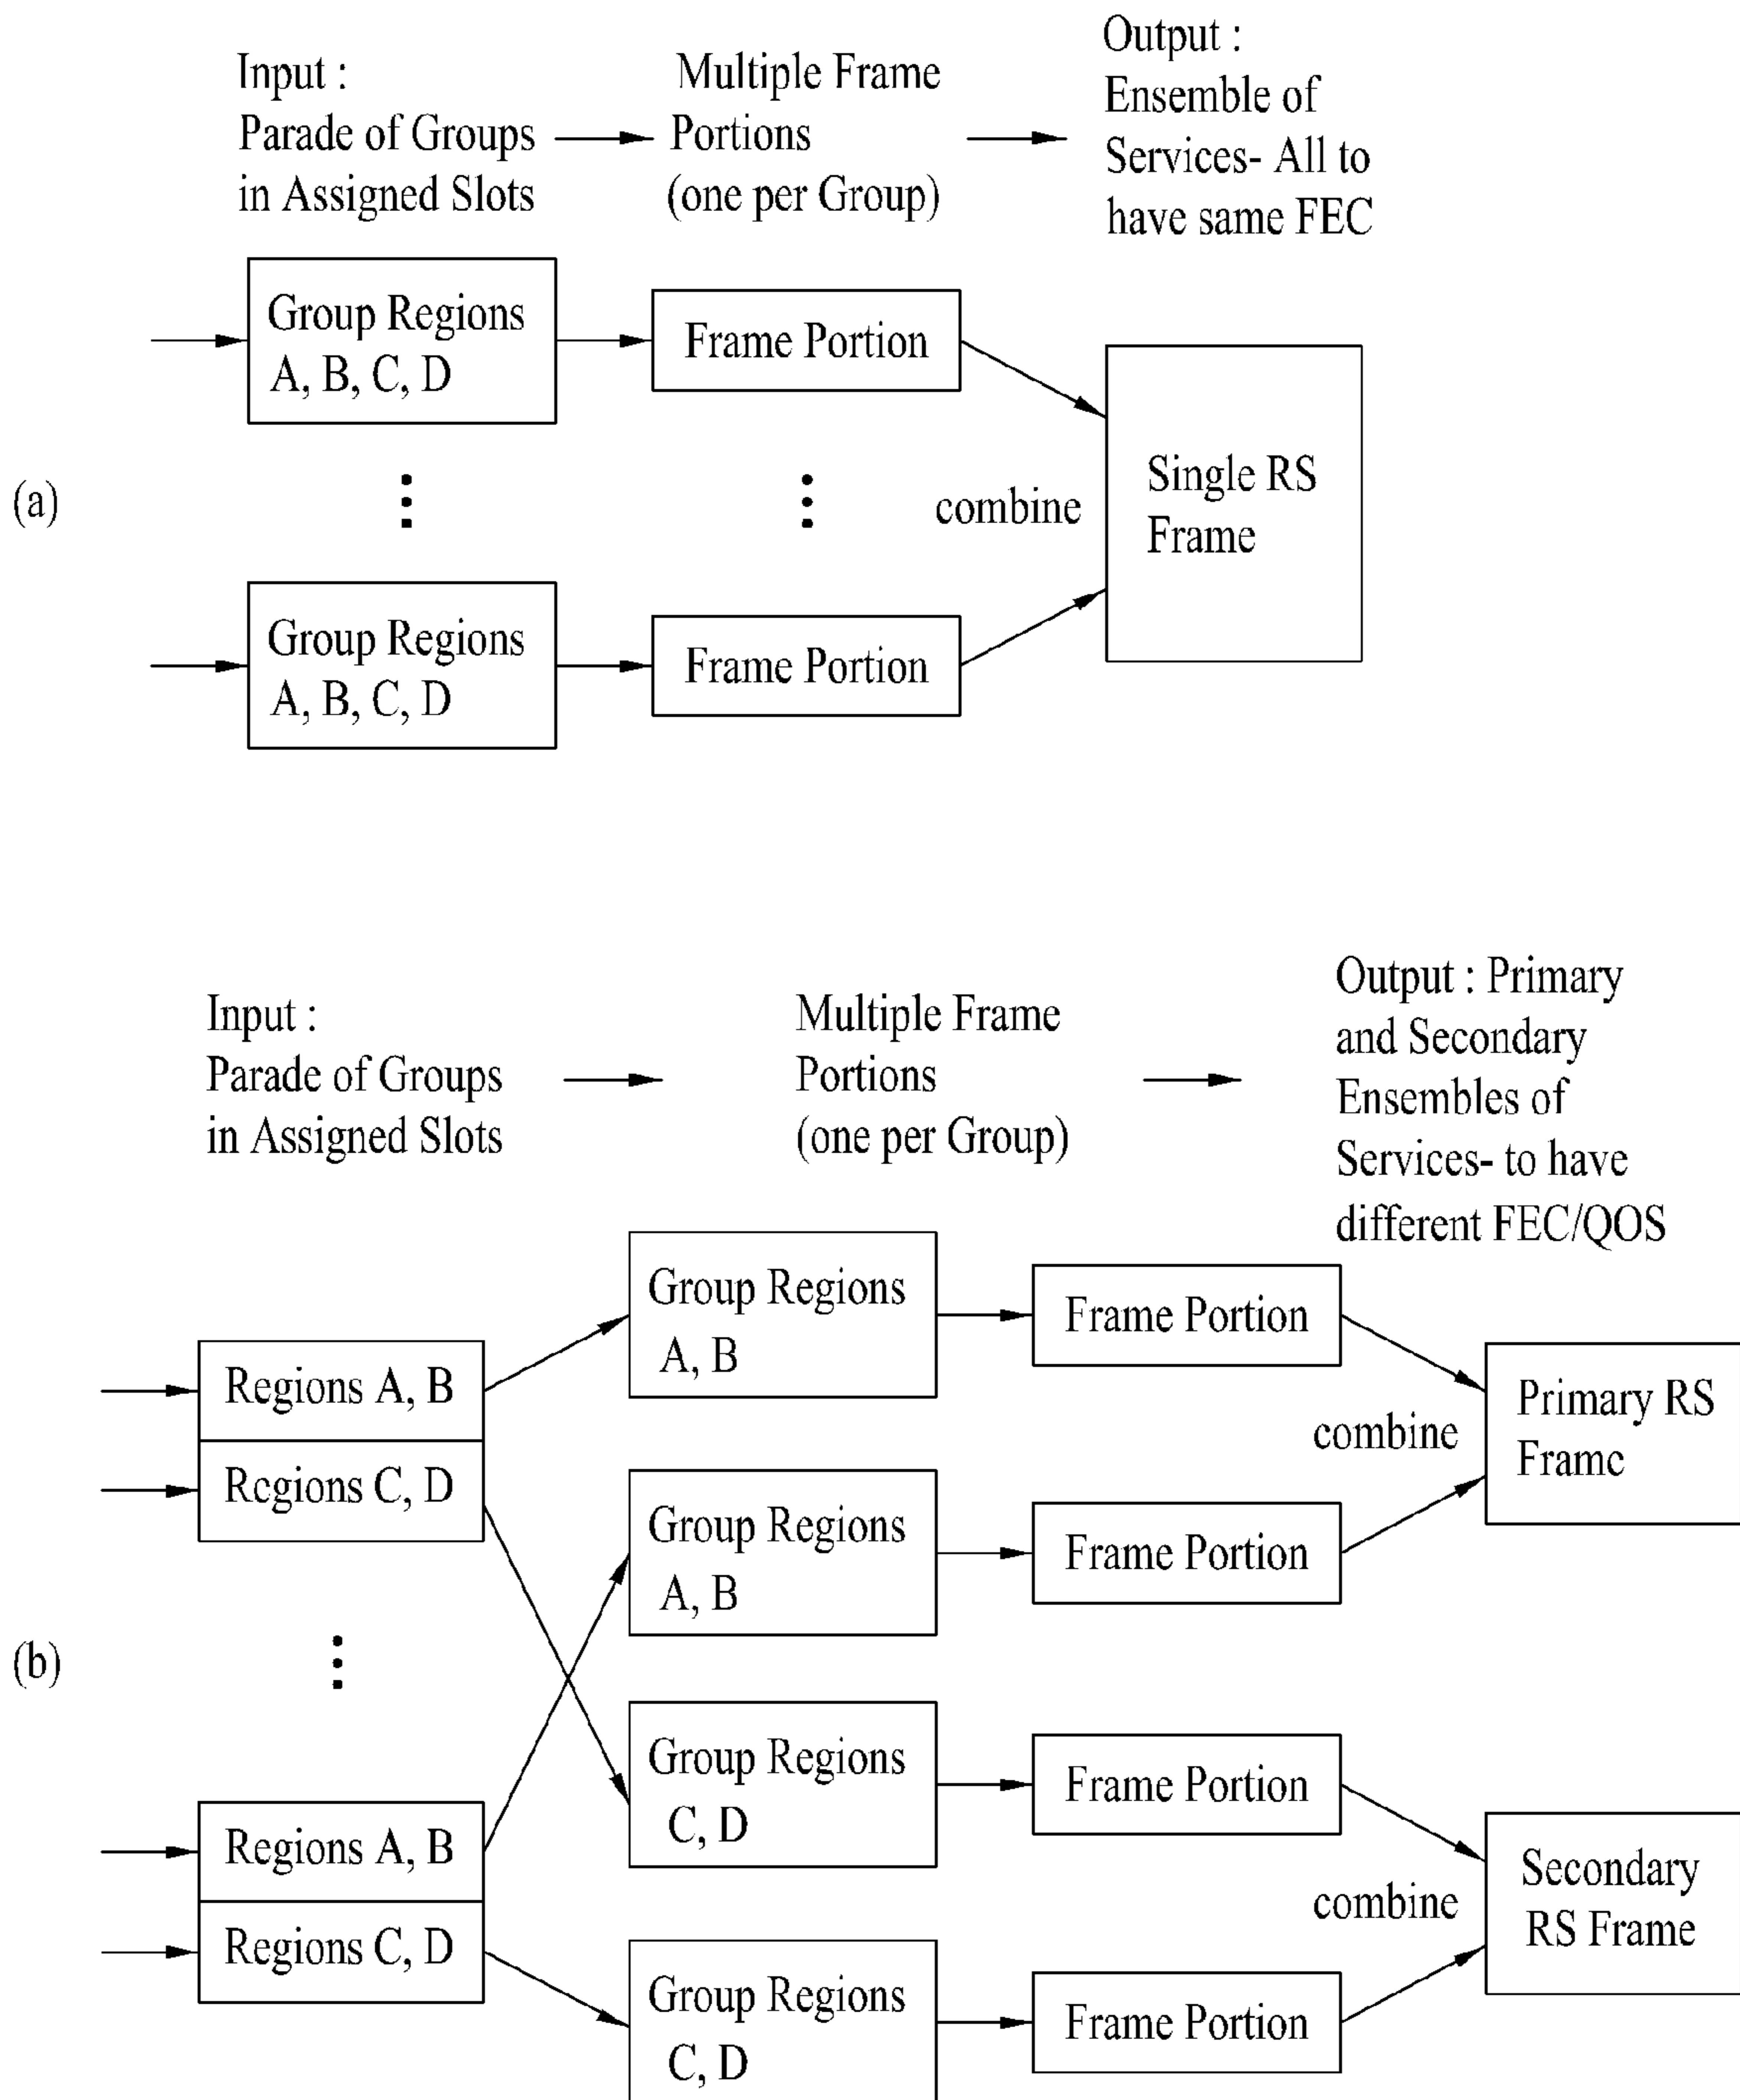 Input :
Parade of Groups
in Assigned Slots
Multiple Frame
Portions
(one per Group)
Output :
Ensemble of
Services- All to
have same FEC
(a)
Group Regions
A, B, C, D
Frame Portion
combine
Single RS
Frame
Group Regions
A, B, C, D
Frame Portion
Input :
Parade of Groups
in Assigned Slots
Multiple Frame
Portions
(one per Group)
Output : Primary
and Secondary
Ensembles of
Services- to have
different FEC/QOS
(b)
Regions A, B
Regions C, D
Group Regions
A, B
Frame Portion
combine
Primary RS
Frame
Group Regions
A, B
Frame Portion
Regions A, B
Regions C, D
Group Regions
C, D
Frame Portion
combine
Secondary
RS Frame
Group Regions
C, D
Frame Portion